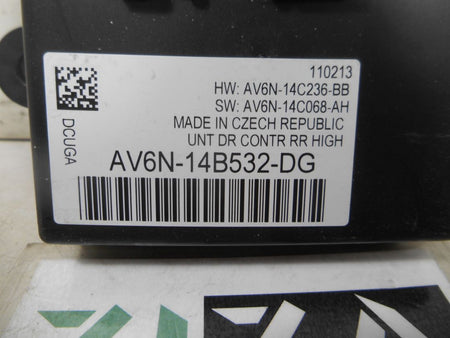 110213
HW: AV6N-14C236-BB
SW: AV6N-14C068-AH
MADE IN CZECH REPUBLIC
UNT DR CONTR RR HIGH
DCUGA
AV6N-14B532-DG